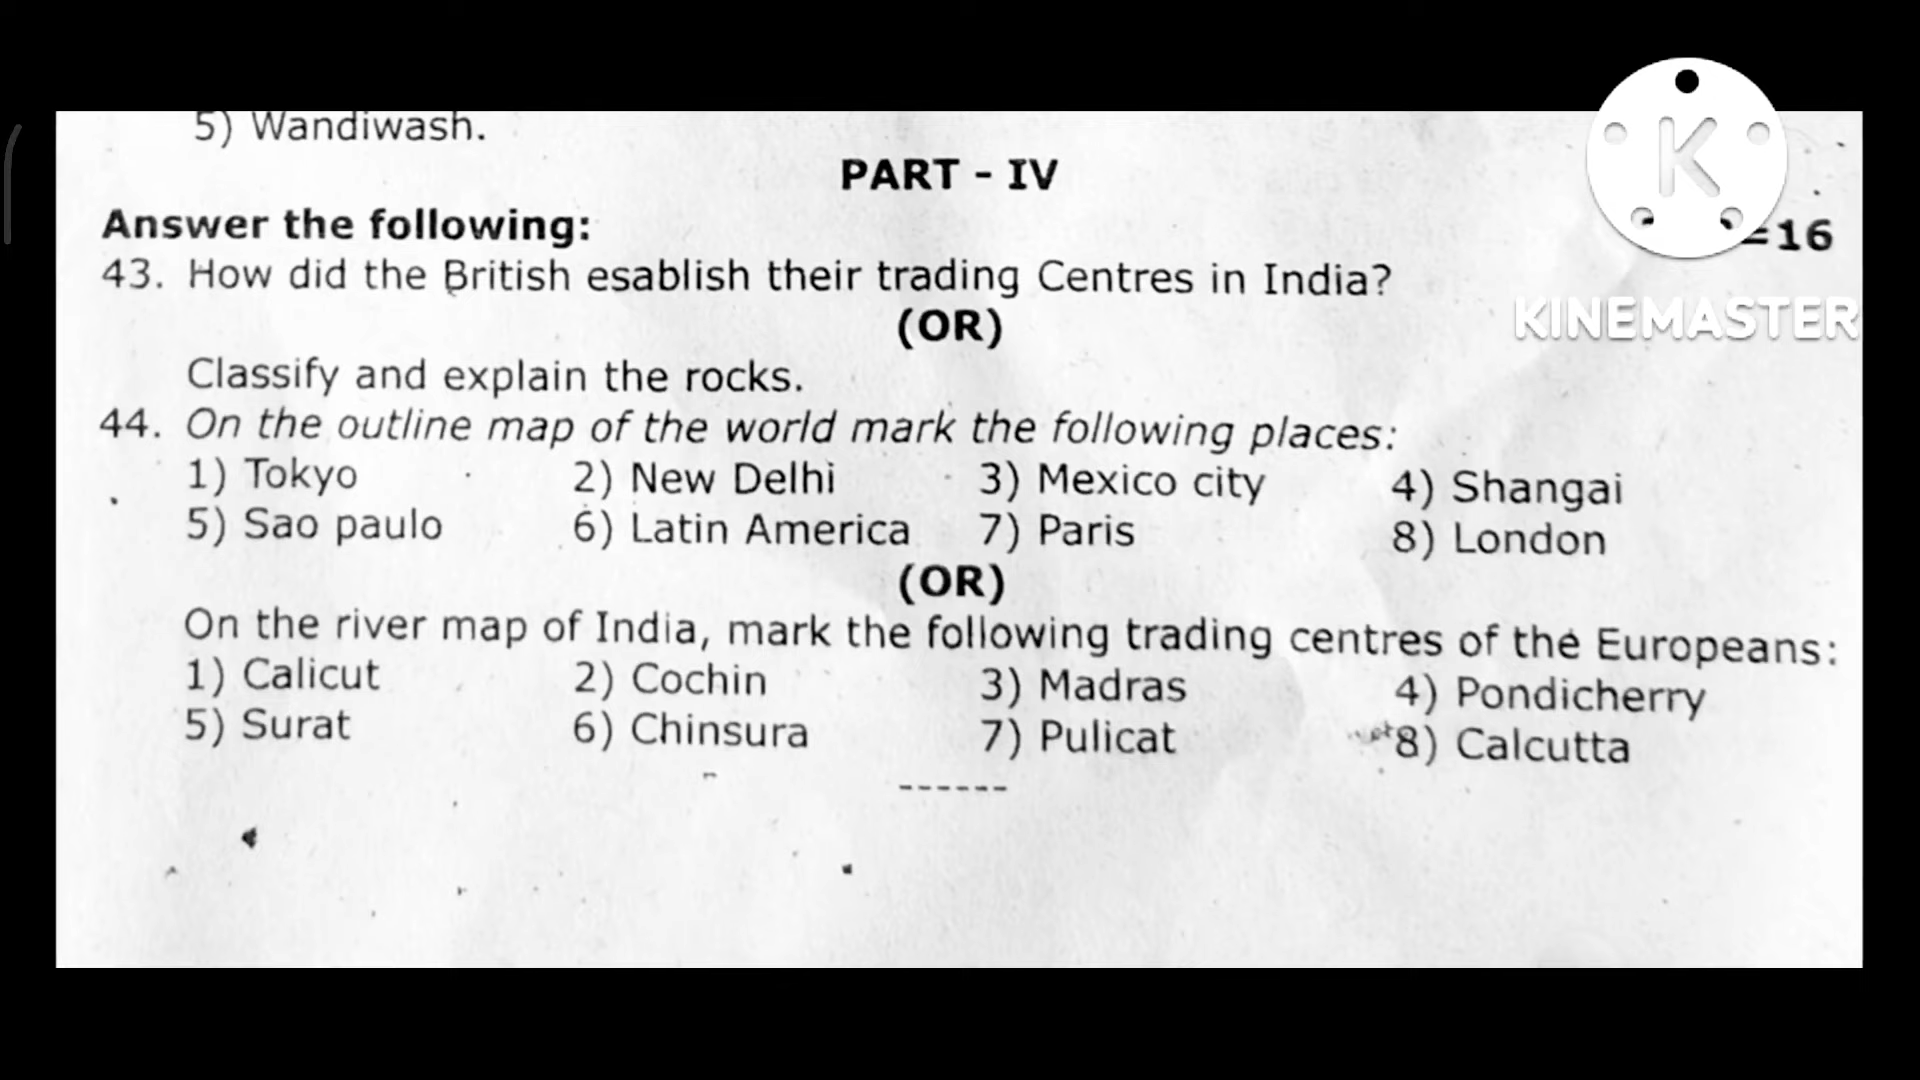 5) Wandiwash.
PART - IV
Answer the following: =16
43. How did the British esablish their trading Centres in India?
(OR)
Classify and explain the rocks.
44. On the outline map of the world mark the following places:
1) Tokyo 2) New Delhi 3) Mexico city 4) Shangai
5) Sao paulo 6) Latin America 7) Paris 8) London
(OR)
On the river map of India, mark the following trading centres of the Europeans:
1) Calicut 2) Cochin 3) Madras 4) Pondicherry
5) Surat 6) Chinsura 7) Pulicat 8) Calcutta
------
K
KINEMASTER